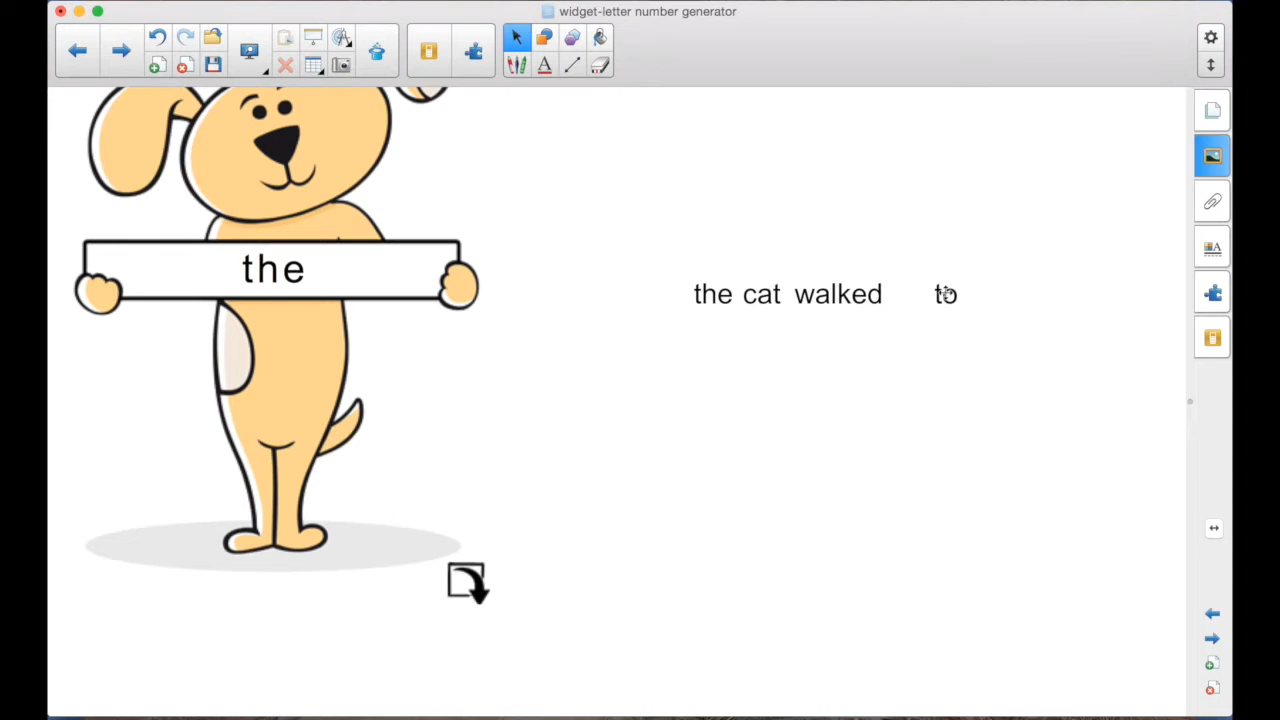 widget-letter number generator
the
the cat walked to